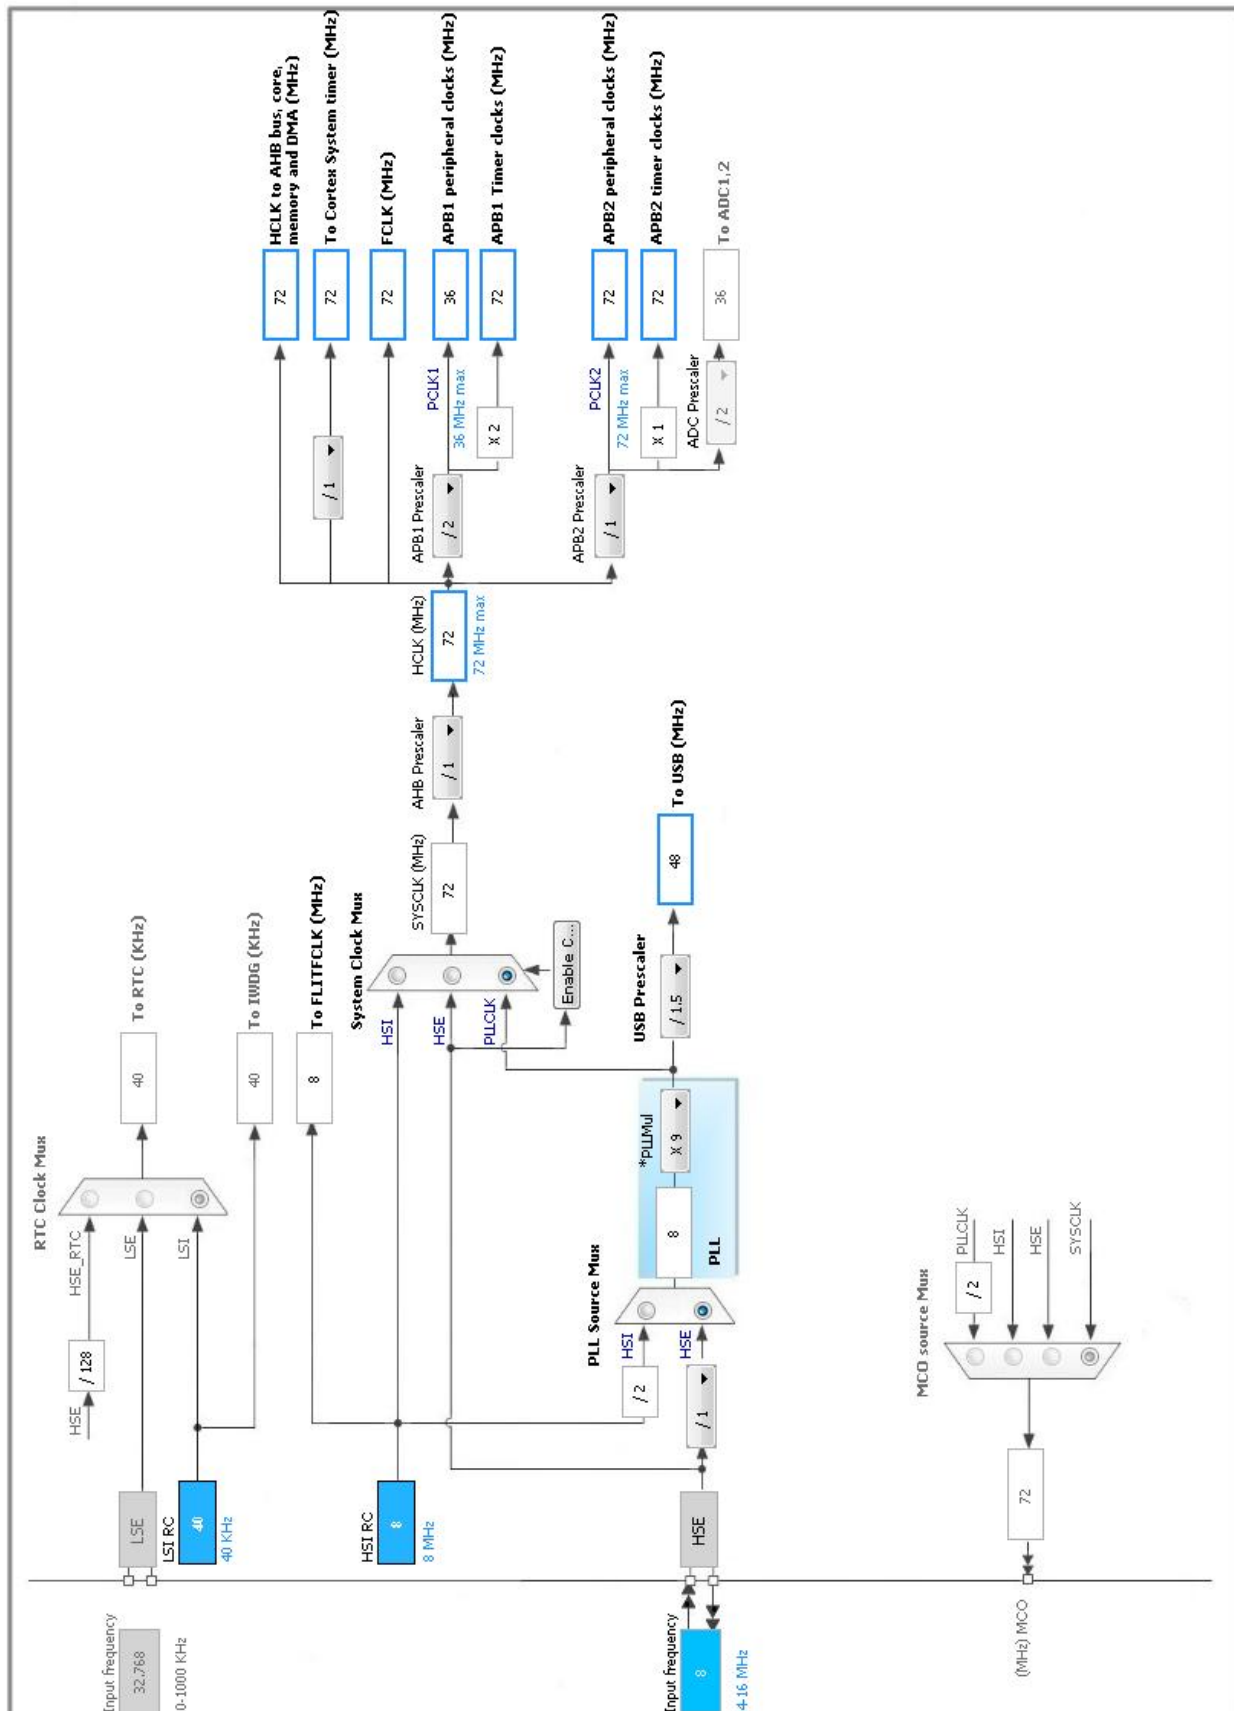 RTC Clock Mux
HSE
/ 128
HSE_RTC
Input frequency
32.768
0-1000 KHz
LSE
LSE
40
To RTC (KHz)
LSI RC
40
40 KHz
LSI
40
To IWDG (KHz)
8
To FLITFCLK (MHz)
HSI RC
8
8 MHz
System Clock Mux
HSI
HSE
PLLCLK
Enable C...
SYSCLK (MHz)
72
AHB Prescaler
/ 1
HCLK (MHz)
72
72 MHz max
72
HCLK to AHB bus, core,
memory and DMA (MHz)
/ 1
72
To Cortex System timer (MHz)
72
FCLK (MHz)
APB1 Prescaler
/ 2
PCLK1
36 MHz max
36
APB1 peripheral clocks (MHz)
X 2
72
APB1 Timer clocks (MHz)
APB2 Prescaler
/ 1
PCLK2
72 MHz max
72
APB2 peripheral clocks (MHz)
X 1
72
APB2 timer clocks (MHz)
ADC Prescaler
/ 2
36
To ADC1,2
PLL Source Mux
/ 2
HSI
Input frequency
8
4-16 MHz
HSE
/ 1
HSE
8
*PLLMul
X 9
PLL
USB Prescaler
/ 1.5
48
To USB (MHz)
MCO source Mux
(MHz) MCO
72
/ 2
PLLCLK
HSI
HSE
SYSCLK